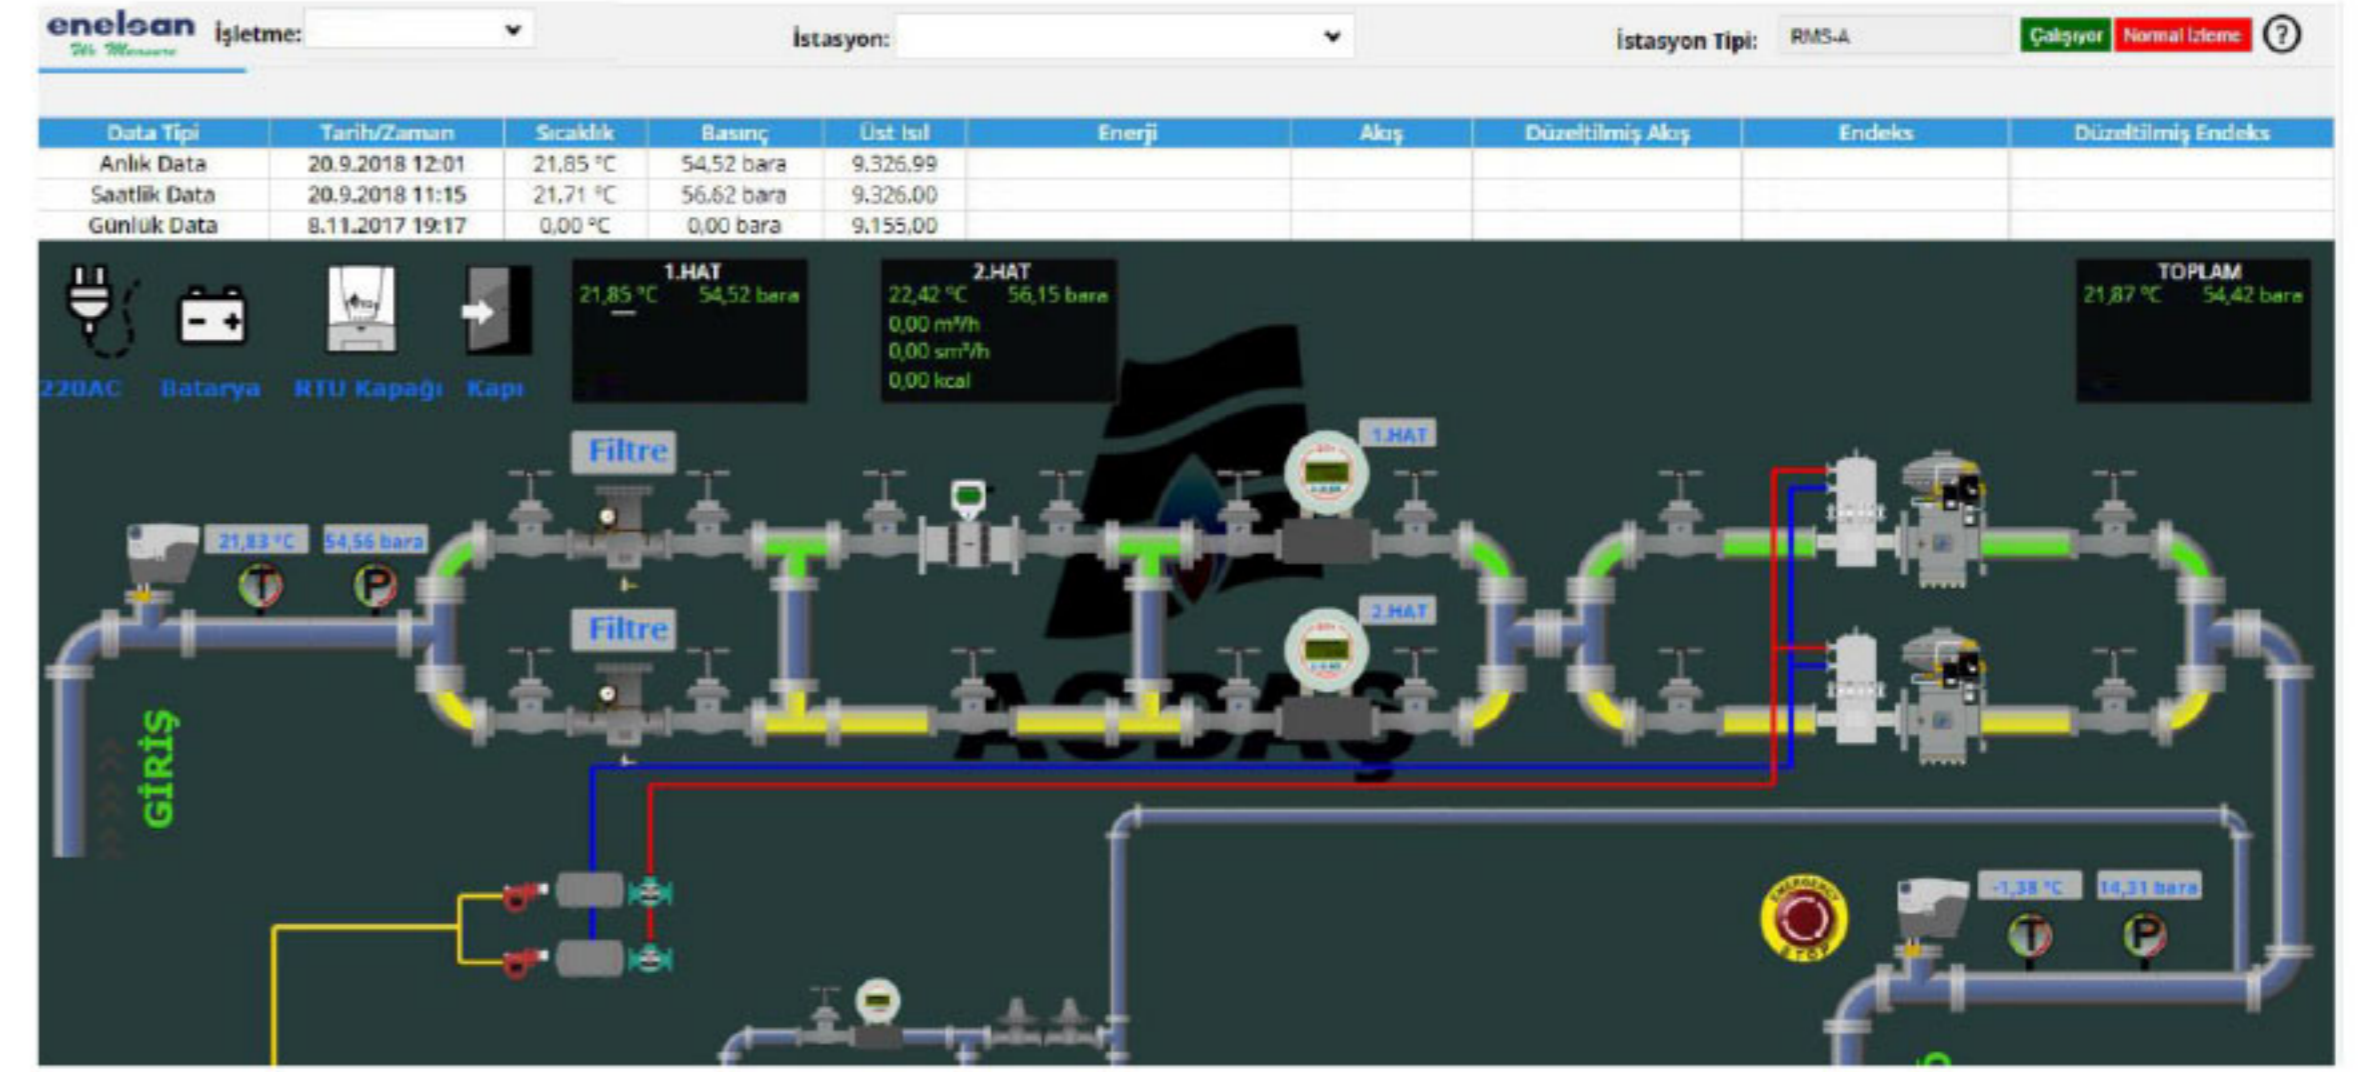 enelsan
We Measure
İşletme:
İstasyon:
İstasyon Tipi: RMS-A
Çalışıyor Normal İzleme ?
Data Tipi Tarih/Zaman Sıcaklık Basınç Üst Isıl Enerji Akış Düzeltilmiş Akış Endeks Düzeltilmiş Endeks
Anlık Data 20.9.2018 12:01 21,85 °C 54,52 bara 9.326,99
Saatlik Data 20.9.2018 11:15 21,71 °C 56,62 bara 9.326,00
Günlük Data 8.11.2017 19:17 0,00 °C 0,00 bara 9.155,00
220AC Batarya RTU Kapağı Kapı
1.HAT
21,85 °C 54,52 bara
2.HAT
22,42 °C 56,15 bara
0,00 m³/h
0,00 sm³/h
0,00 kcal
TOPLAM
21,87 °C 54,42 bara
Filtre
1.HAT
21,83 °C 54,56 bara
T P
Filtre
2.HAT
GİRİŞ
AGDAŞ
EMERGENCY
STOP
-1,38 °C 14,31 bara
T P